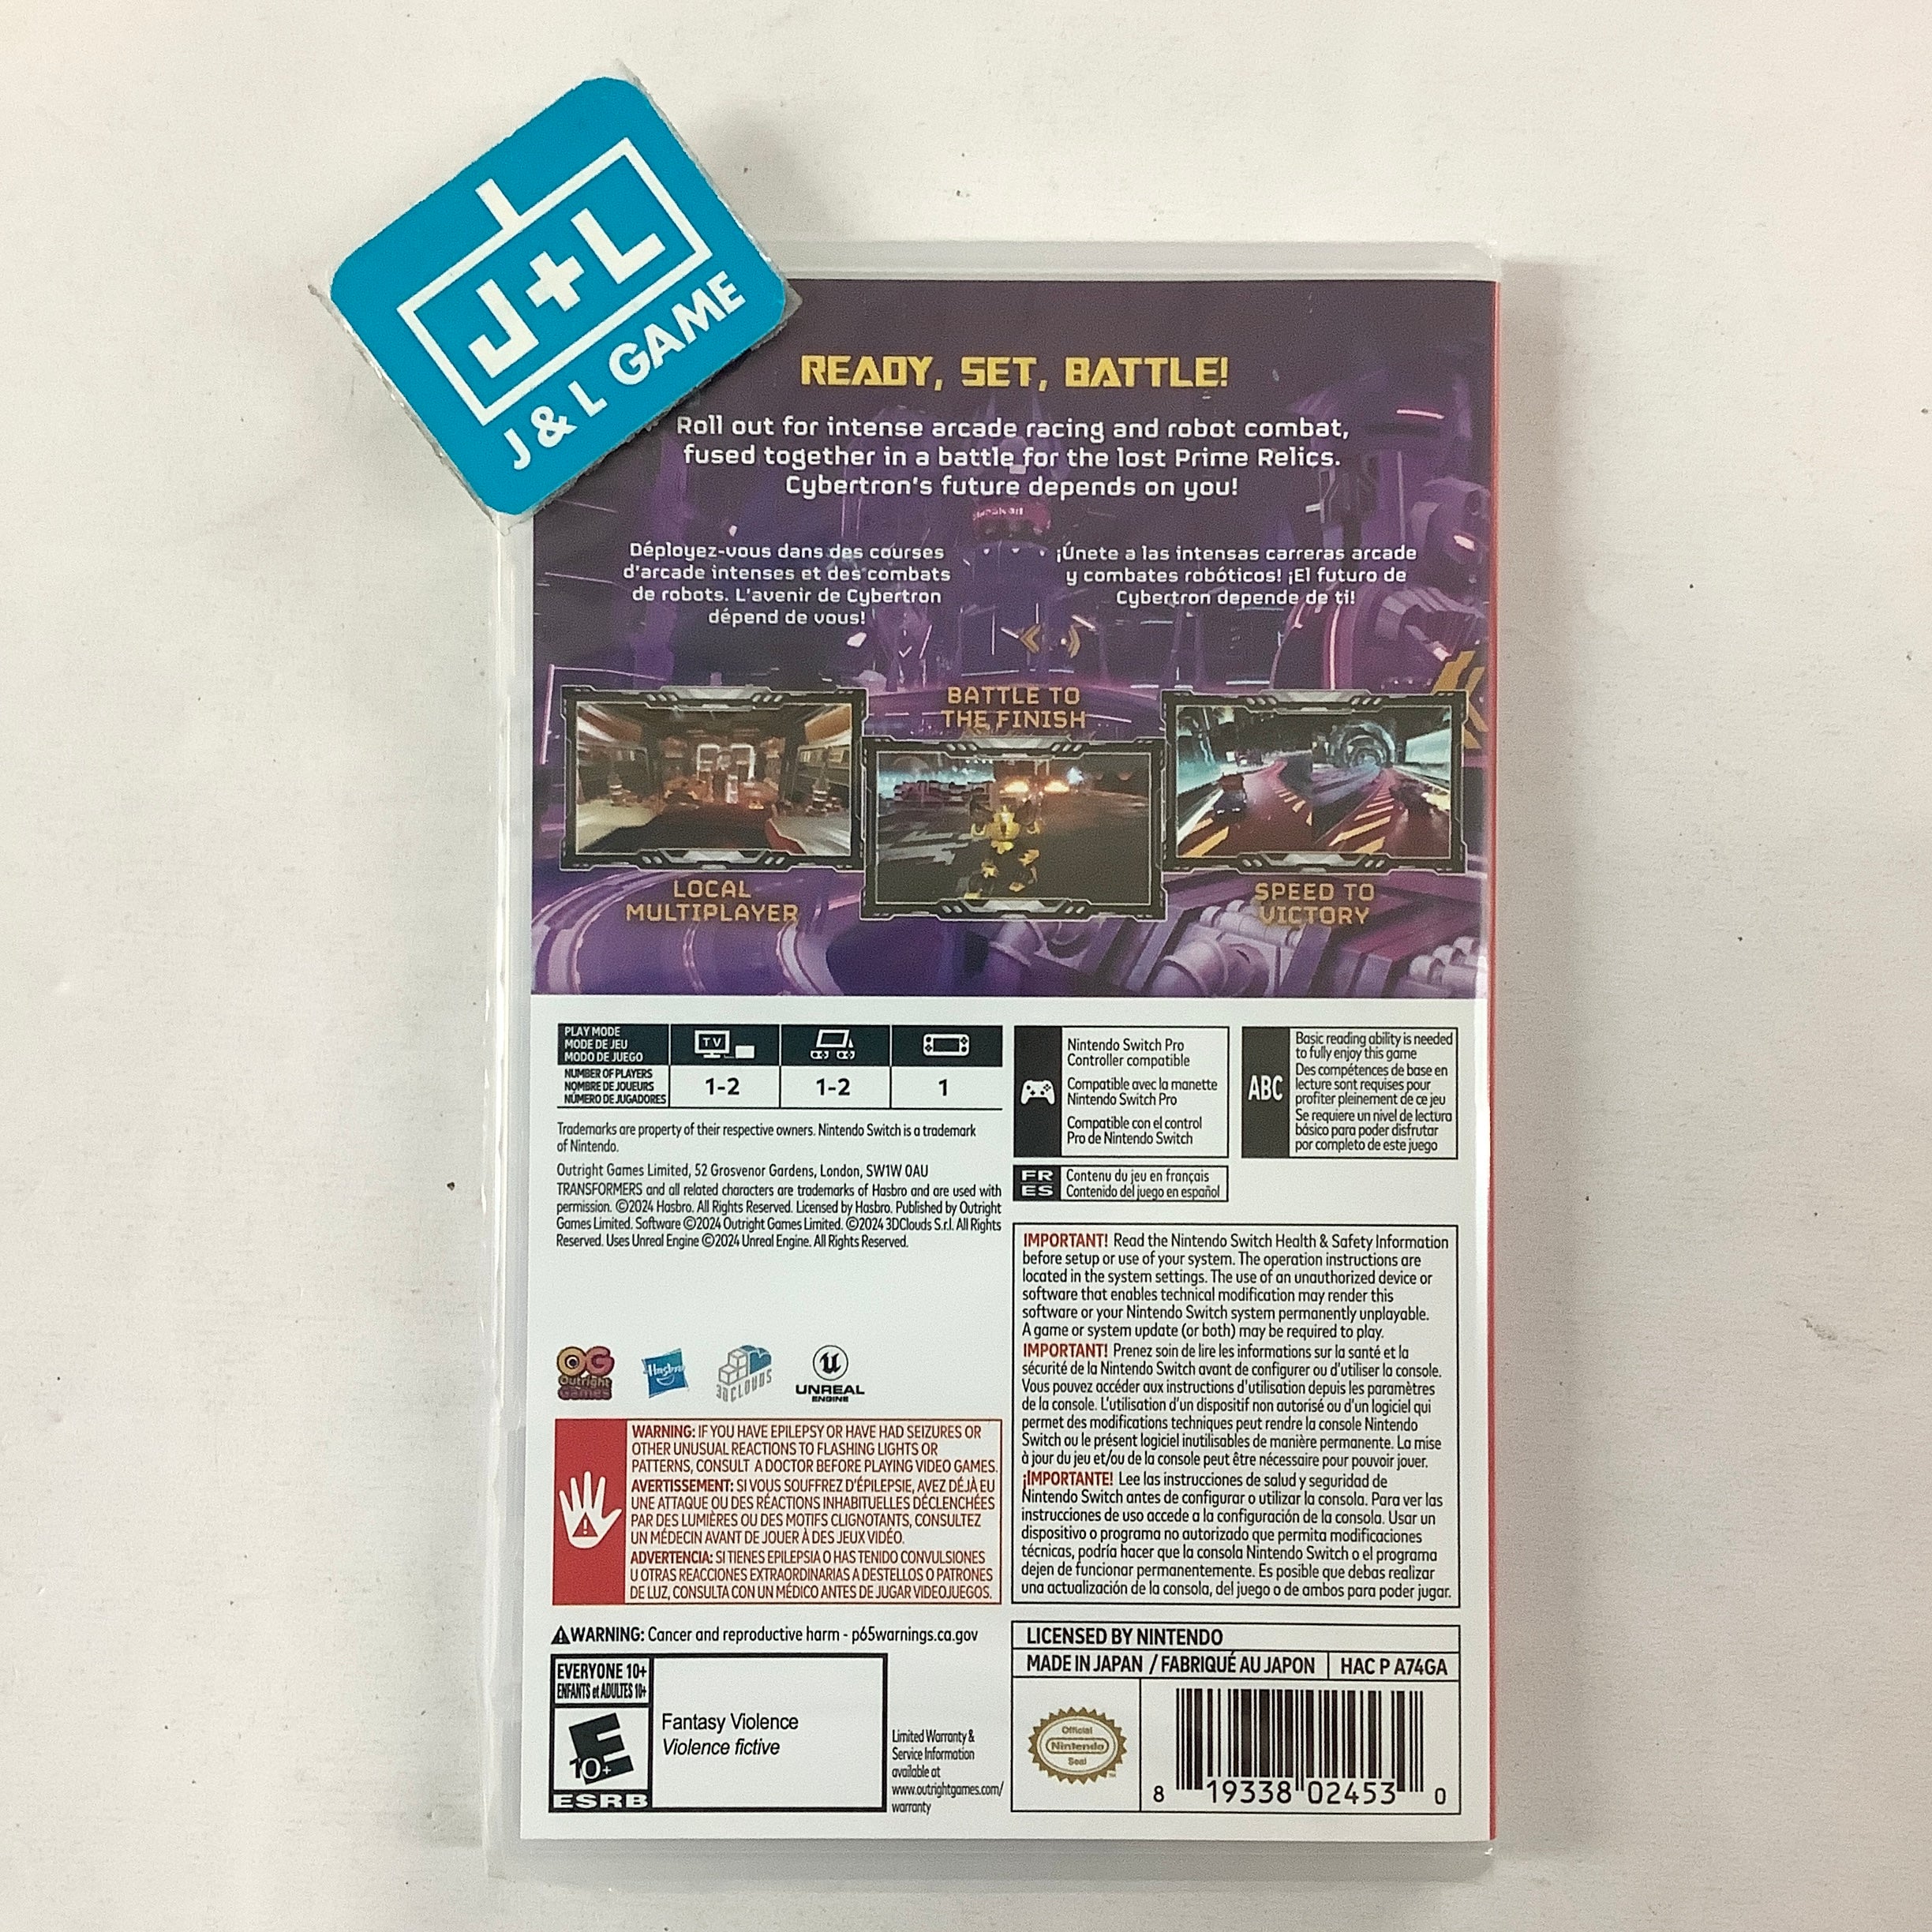 J+L
J & L GAME
READY, SET, BATTLE!
Roll out for intense arcade racing and robot combat,
fused together in a battle for the lost Prime Relics.
Cybertron's future depends on you!
Déployez-vous dans des courses
d'arcade intenses et des combats
de robots. L'avenir de Cybertron
dépend de vous!
¡Únete a las intensas carreras arcade
y combates robóticos! ¡El futuro de
Cybertron depende de ti!
BATTLE TO
THE FINISH
LOCAL
MULTIPLAYER
SPEED TO
VICTORY
PLAY MODE
MODE DE JEU
MODO DE JUEGO
TV
NUMBER OF PLAYERS
NOMBRE DE JOUEURS
NÚMERO DE JUGADORES
1-2
1-2
1
Nintendo Switch Pro
Controller compatible
Compatible avec la manette
Nintendo Switch Pro
Compatible con el control
Pro de Nintendo Switch
ABC
Basic reading ability is needed
to fully enjoy this game
Des compétences de base en
lecture sont requises pour
profiter pleinement de ce jeu
Se requiere un nivel de lectura
básico para poder disfrutar
por completo de este juego
FR
ES
Contenu du jeu en français
Contenido del juego en español
Trademarks are property of their respective owners. Nintendo Switch is a trademark
of Nintendo.
Outright Games Limited, 52 Grosvenor Gardens, London, SW1W 0AU
TRANSFORMERS and all related characters are trademarks of Hasbro and are used with
permission. ©2024 Hasbro. All Rights Reserved. Licensed by Hasbro. Published by Outright
Games Limited. Software ©2024 Outright Games Limited. ©2024 3DClouds S.r.l. All Rights
Reserved. Uses Unreal Engine ©2024 Unreal Engine. All Rights Reserved.
OG
Outright
Games
Hasbro
3DCLOUDS
UNREAL
ENGINE
IMPORTANT! Read the Nintendo Switch Health & Safety Information
before setup or use of your system. The operation instructions are
located in the system settings. The use of an unauthorized device or
software that enables technical modification may render this
software or your Nintendo Switch system permanently unplayable.
A game or system update (or both) may be required to play.
IMPORTANT! Prenez soin de lire les informations sur la santé et la
sécurité de la Nintendo Switch avant de configurer ou d'utiliser la console.
Vous pouvez accéder aux instructions d'utilisation depuis les paramètres
de la console. L'utilisation d'un dispositif non autorisé ou d'un logiciel qui
permet des modifications techniques peut rendre la console Nintendo
Switch ou le présent logiciel inutilisables de manière permanente. La mise
à jour du jeu et/ou de la console peut être nécessaire pour pouvoir jouer.
¡IMPORTANTE! Lee las instrucciones de salud y seguridad de
Nintendo Switch antes de configurar o utilizar la consola. Para ver las
instrucciones de uso accede a la configuración de la consola. Usar un
dispositivo o programa no autorizado que permita modificaciones
técnicas, podría hacer que la consola Nintendo Switch o el programa
dejen de funcionar permanentemente. Es posible que debas realizar
una actualización de la consola, del juego o de ambos para poder jugar.
WARNING: IF YOU HAVE EPILEPSY OR HAVE HAD SEIZURES OR
OTHER UNUSUAL REACTIONS TO FLASHING LIGHTS OR
PATTERNS, CONSULT A DOCTOR BEFORE PLAYING VIDEO GAMES.
AVERTISSEMENT: SI VOUS SOUFFREZ D'ÉPILEPSIE, AVEZ DÉJÀ EU
UNE ATTAQUE OU DES RÉACTIONS INHABITUELLES DÉCLENCHÉES
PAR DES LUMIÈRES OU DES MOTIFS CLIGNOTANTS, CONSULTEZ
UN MÉDECIN AVANT DE JOUER À DES JEUX VIDÉO.
ADVERTENCIA: SI TIENES EPILEPSIA O HAS TENIDO CONVULSIONES
U OTRAS REACCIONES EXTRAORDINARIAS A DESTELLOS O PATRONES
DE LUZ, CONSULTA CON UN MÉDICO ANTES DE JUGAR VIDEOJUEGOS.
WARNING: Cancer and reproductive harm - p65warnings.ca.gov
EVERYONE 10+
ENFANTS et ADULTES 10+
E
10+
ESRB
Fantasy Violence
Violence fictive
Limited Warranty &
Service Information
available at
www.outrightgames.com/
warranty
LICENSED BY NINTENDO
MADE IN JAPAN / FABRIQUÉ AU JAPON
HAC P A74GA
Official
Nintendo
Seal
8 19338 02453 0